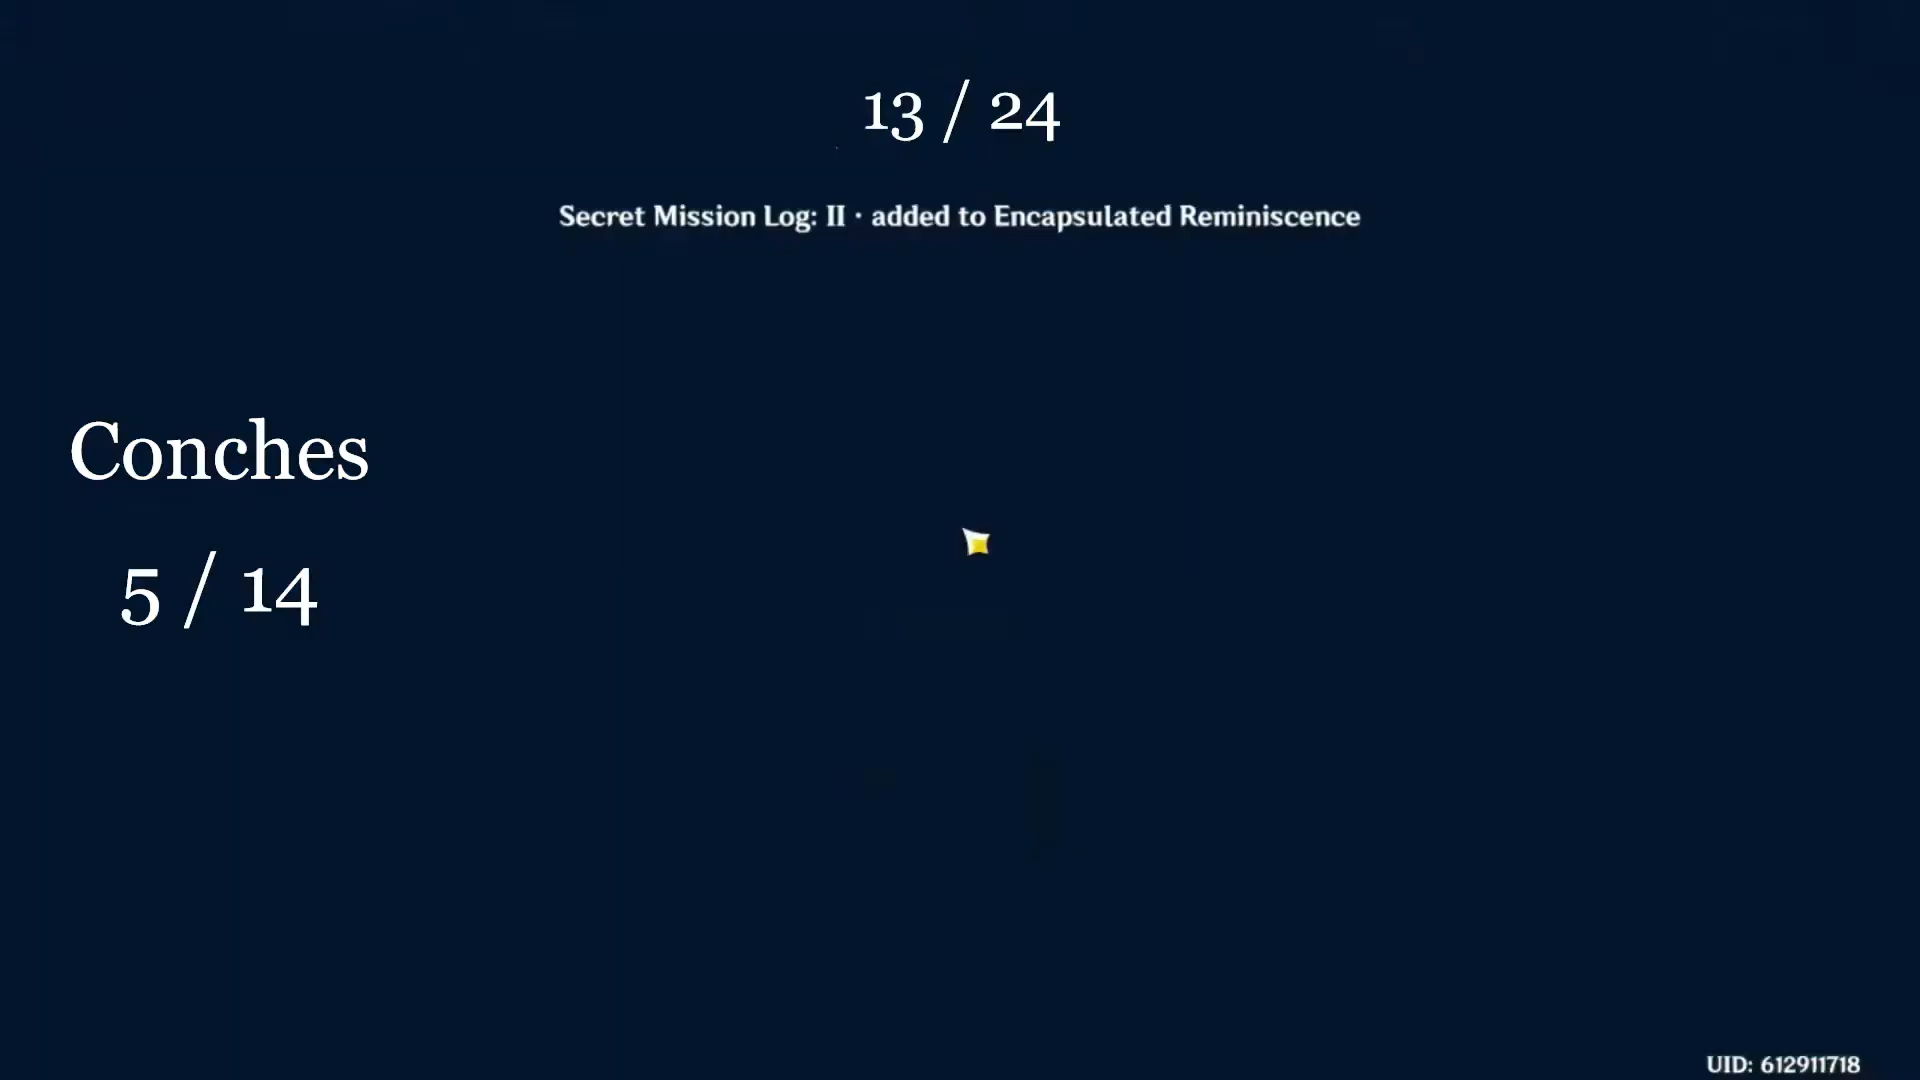 13 / 24
Secret Mission Log: II · added to Encapsulated Reminiscence
Conches
5 / 14
UID: 612911718